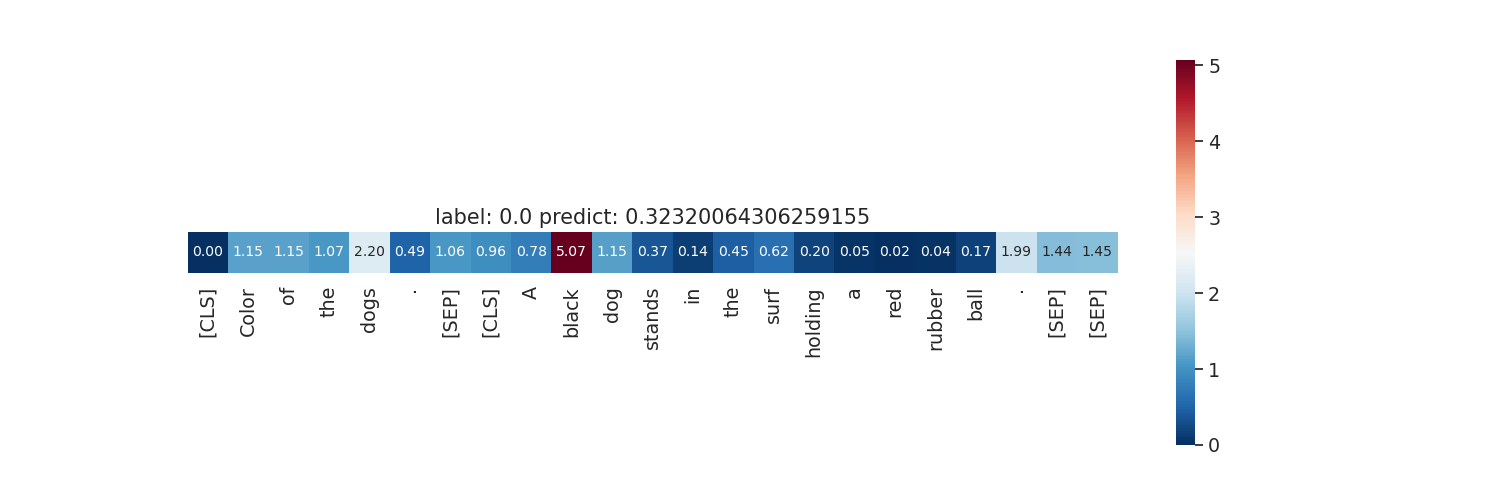 label: 0.0 predict: 0.32320064306259155
0.00 1.15 1.15 1.07 2.20 0.49 1.06 0.96 0.78 5.07 1.15 0.37 0.14 0.45 0.62 0.20 0.05 0.02 0.04 0.17 1.99 1.44 1.45
[CLS] Color of the dogs . [SEP] [CLS] A black dog stands in the surf holding a red rubber ball . [SEP] [SEP]
5
4
3
2
1
0